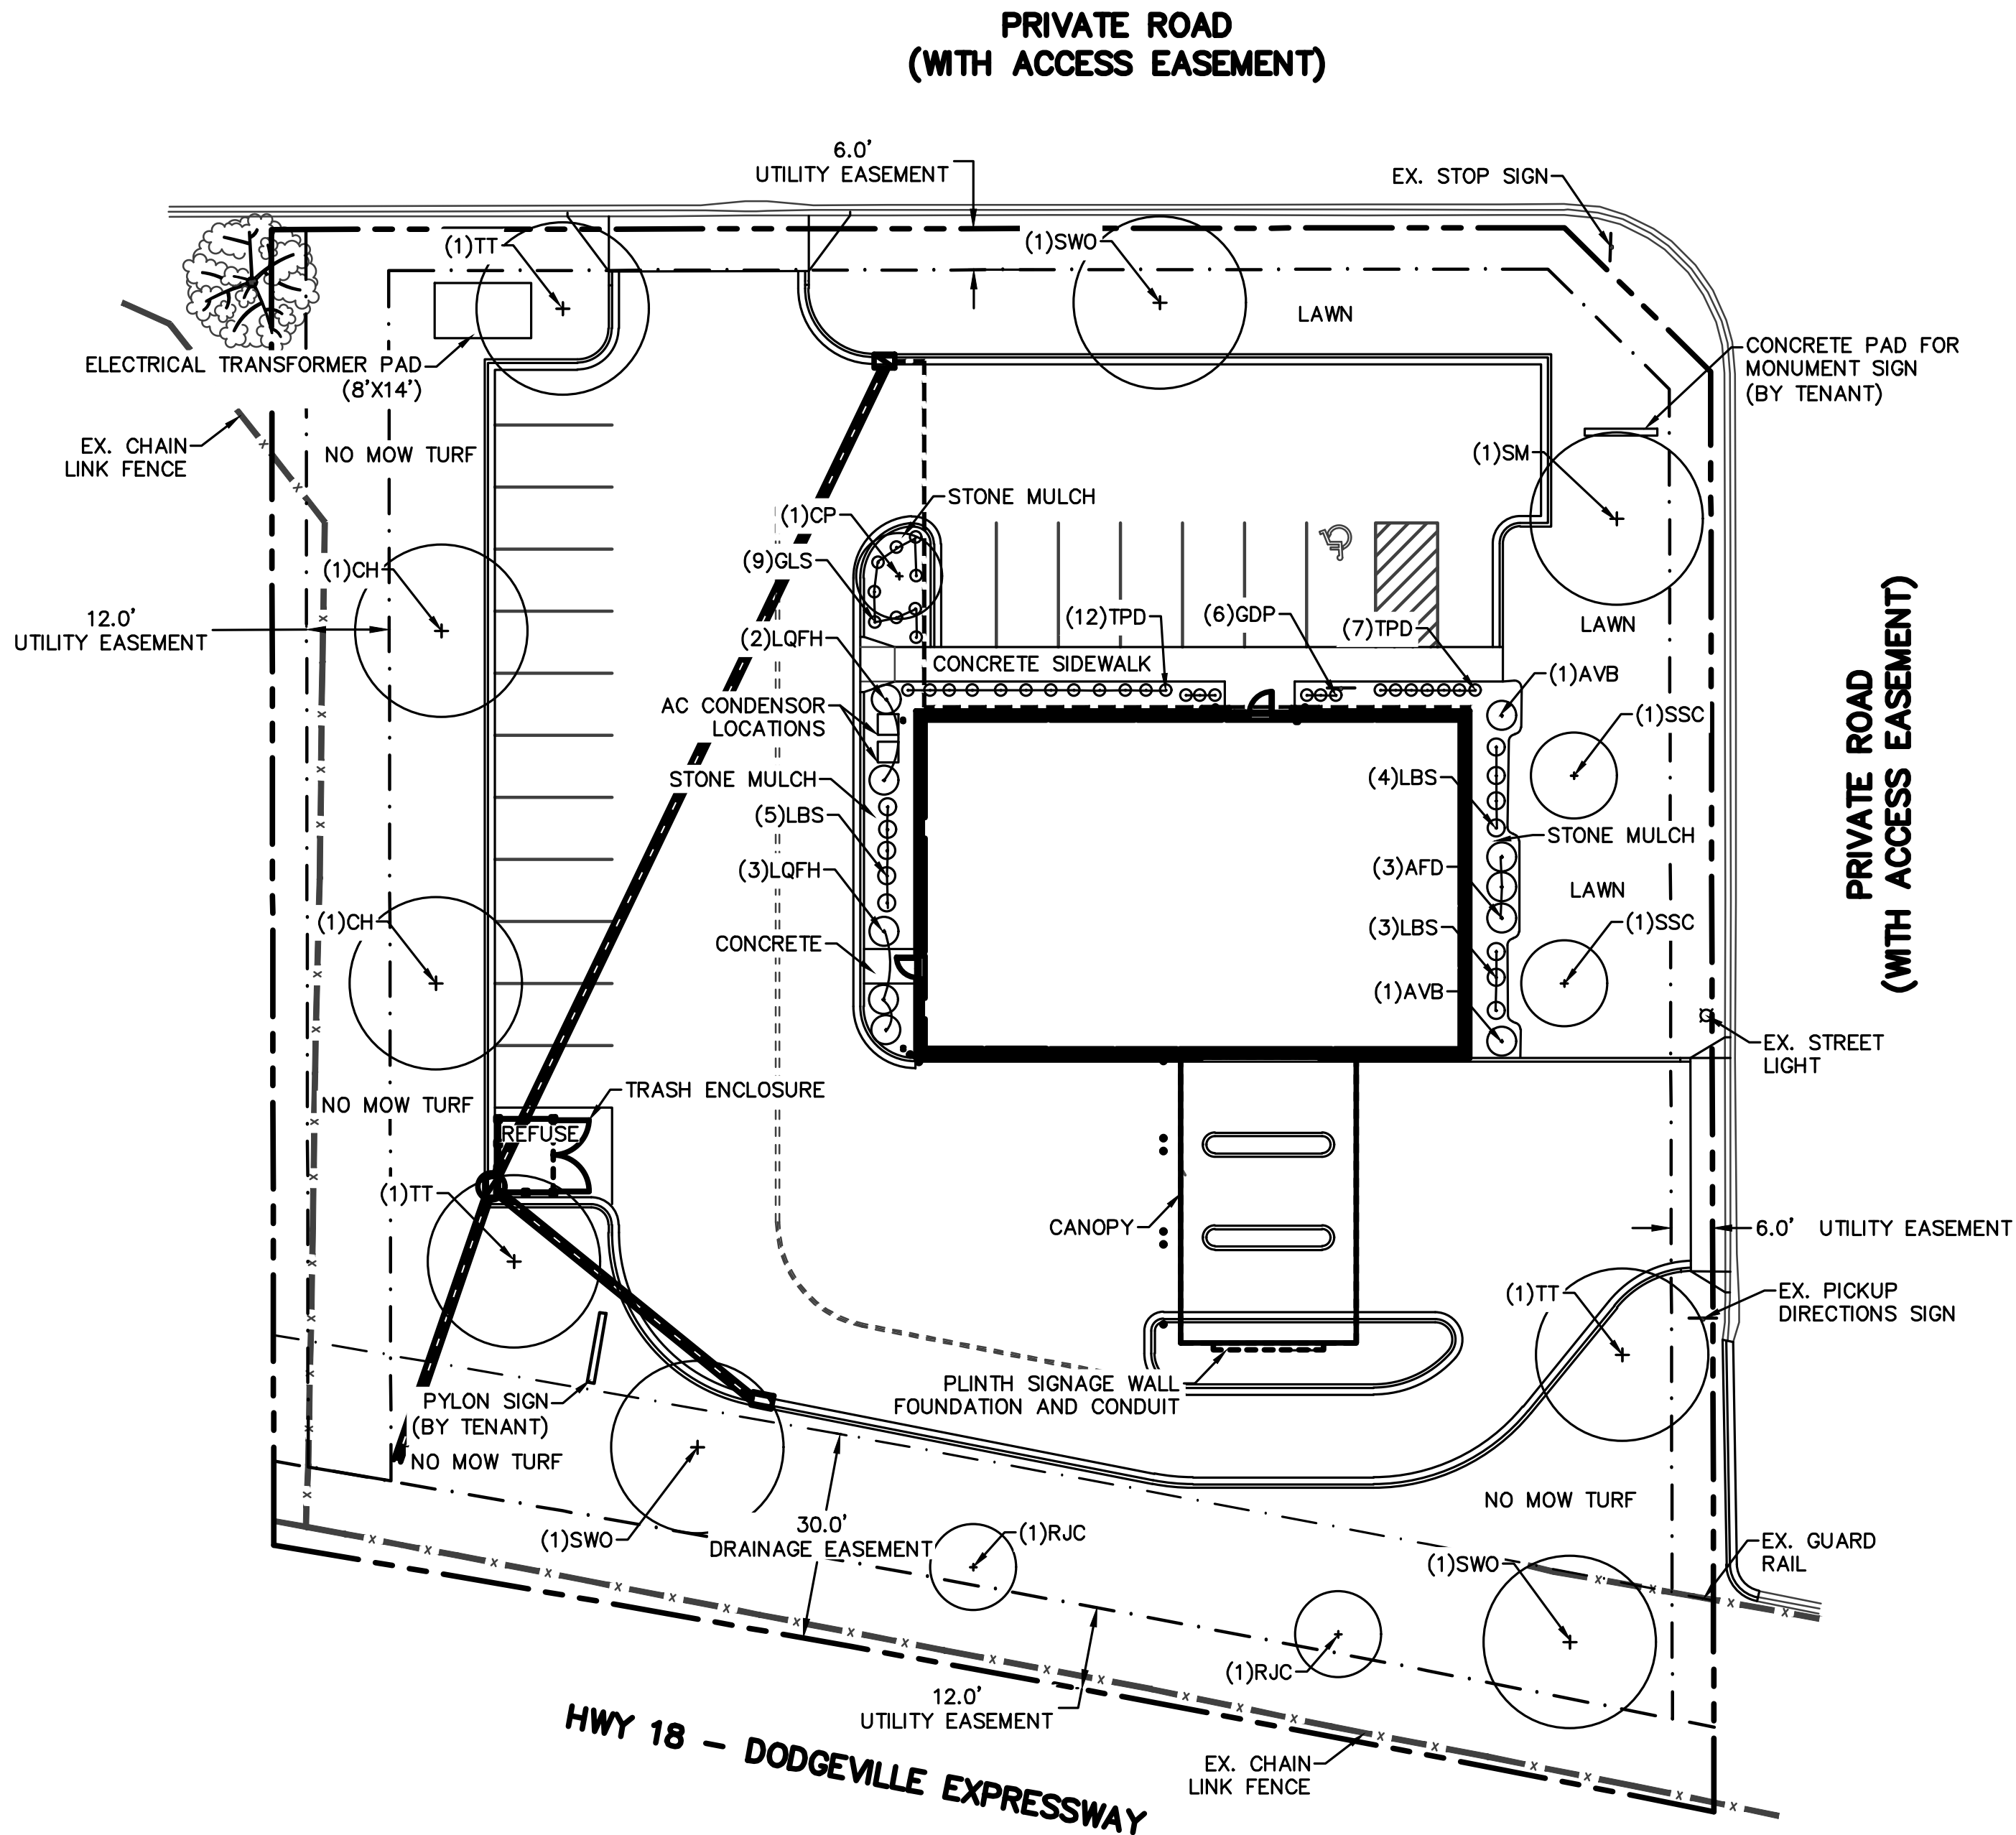 PRIVATE ROAD
(WITH ACCESS EASEMENT)
6.0'
UTILITY EASEMENT
EX. STOP SIGN
(1)TT
(1)SWO
LAWN
ELECTRICAL TRANSFORMER PAD
(8'X14')
CONCRETE PAD FOR
MONUMENT SIGN
(BY TENANT)
EX. CHAIN
LINK FENCE
NO MOW TURF
(1)SM
STONE MULCH
(1)CP
(9)GLS
(1)CH
12.0'
UTILITY EASEMENT
(2)LQFH
(12)TPD
(6)GDP
(7)TPD
LAWN
CONCRETE SIDEWALK
(1)AVB
AC CONDENSOR
LOCATIONS
(1)SSC
STONE MULCH
(4)LBS
(5)LBS
STONE MULCH
(3)LQFH
(3)AFD
LAWN
(1)CH
(3)LBS
(1)SSC
CONCRETE
(1)AVB
PRIVATE ROAD
(WITH ACCESS EASEMENT)
EX. STREET
LIGHT
NO MOW TURF
TRASH ENCLOSURE
REFUSE
(1)TT
CANOPY
6.0' UTILITY EASEMENT
(1)TT
EX. PICKUP
DIRECTIONS SIGN
PLINTH SIGNAGE WALL
FOUNDATION AND CONDUIT
PYLON SIGN
(BY TENANT)
NO MOW TURF
NO MOW TURF
(1)SWO
30.0'
DRAINAGE EASEMENT
(1)RJC
EX. GUARD
RAIL
(1)SWO
(1)RJC
12.0'
UTILITY EASEMENT
EX. CHAIN
LINK FENCE
HWY 18 - DODGEVILLE EXPRESSWAY